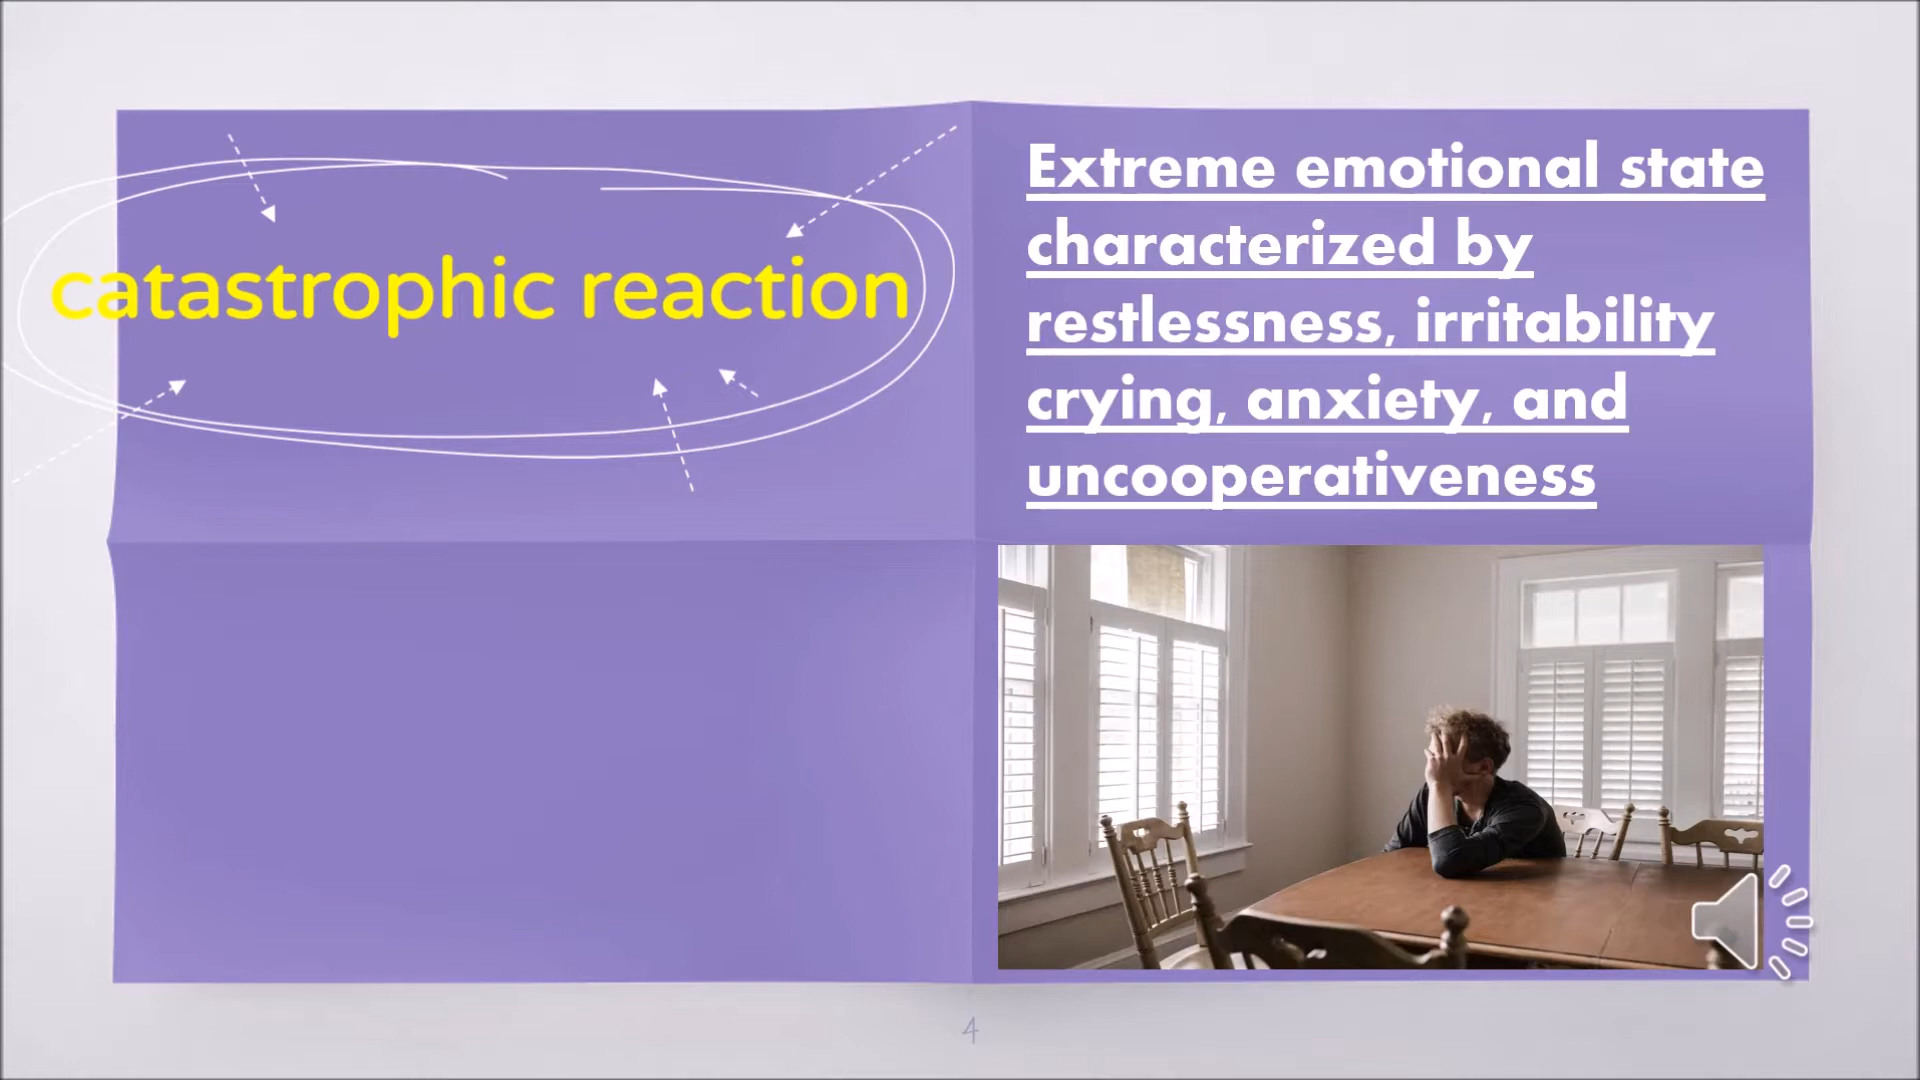 catastrophic reaction
Extreme emotional state
characterized by
restlessness, irritability
crying, anxiety, and
uncooperativeness
4